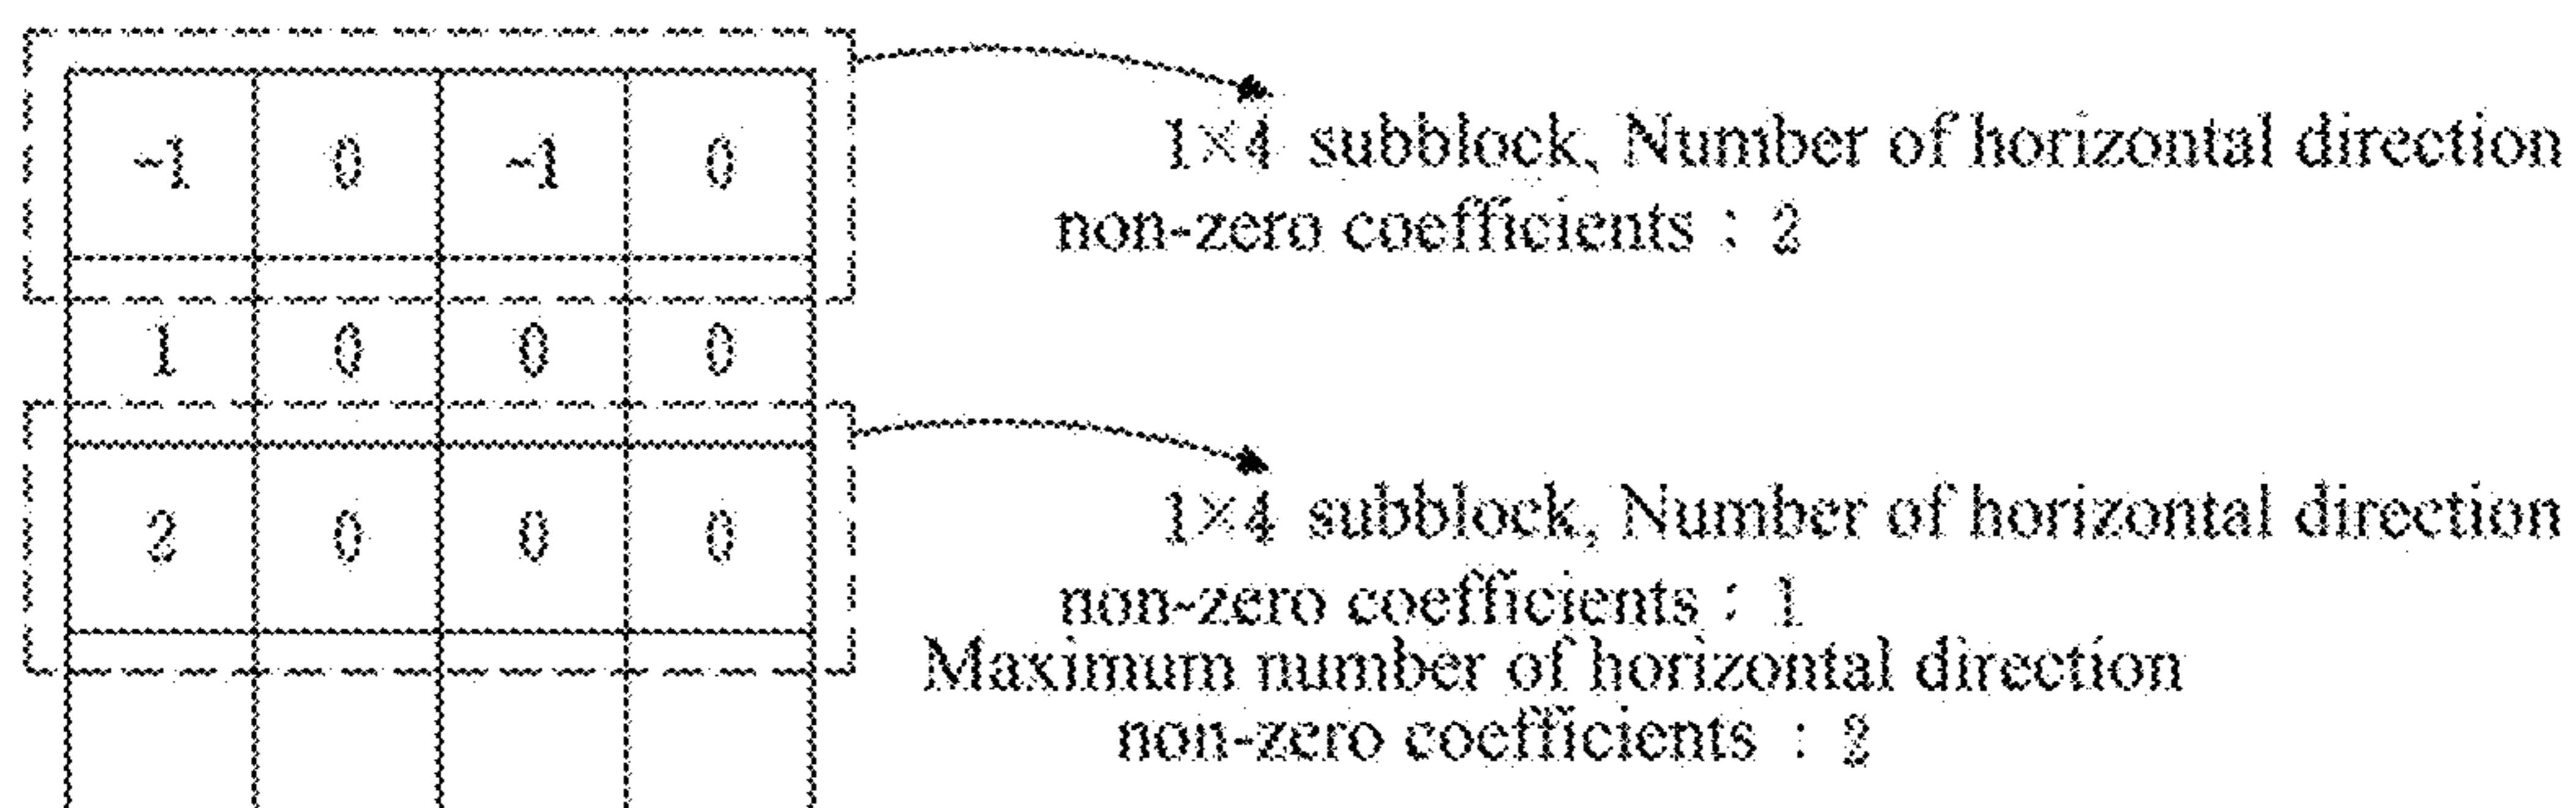 -1 0 -1 0
1×4 subblock, Number of horizontal direction
non-zero coefficients : 2
1 0 0 0
2 0 0 0
1×4 subblock, Number of horizontal direction
non-zero coefficients : 1
Maximum number of horizontal direction
non-zero coefficients : 2